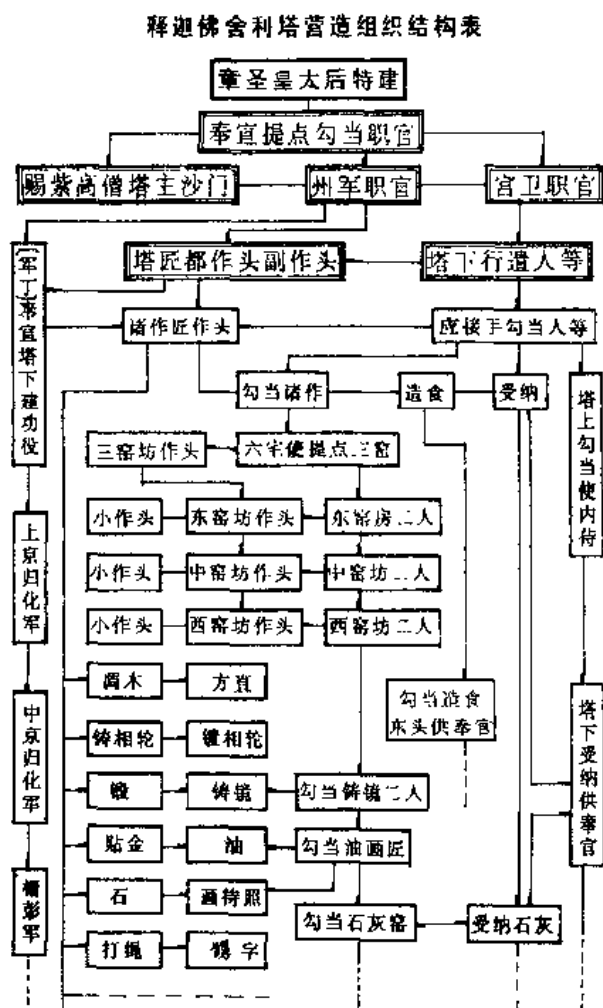 释迦佛舍利塔营造组织结构表
章圣皇太后特建
奉宣提点勾当职官
赐紫高僧塔主沙门
州军职官
宫卫职官
塔匠都作头副作头
塔下行遣人等
[军丁]奉宣塔下建功役
诸作匠作头
应接手勾当人等
勾当诸作
造食
受纳
三窑坊作头
六宅使提点三窑
塔上勾当使内侍
小作头
东窑坊作头
东窑房二人
上京归化军
小作头
中窑坊作头
中窑坊二人
小作头
西窑坊作头
西窑坊二人
木
方直
勾当造食
东头供奉官
中京归化军
铸相轮
相轮
塔下受纳供奉官
锻
铸镜
勾当铸镜二人
贴金
油
勾当油画匠
石
画待照
军
勾当石灰窑
受纳石灰
打绳
字